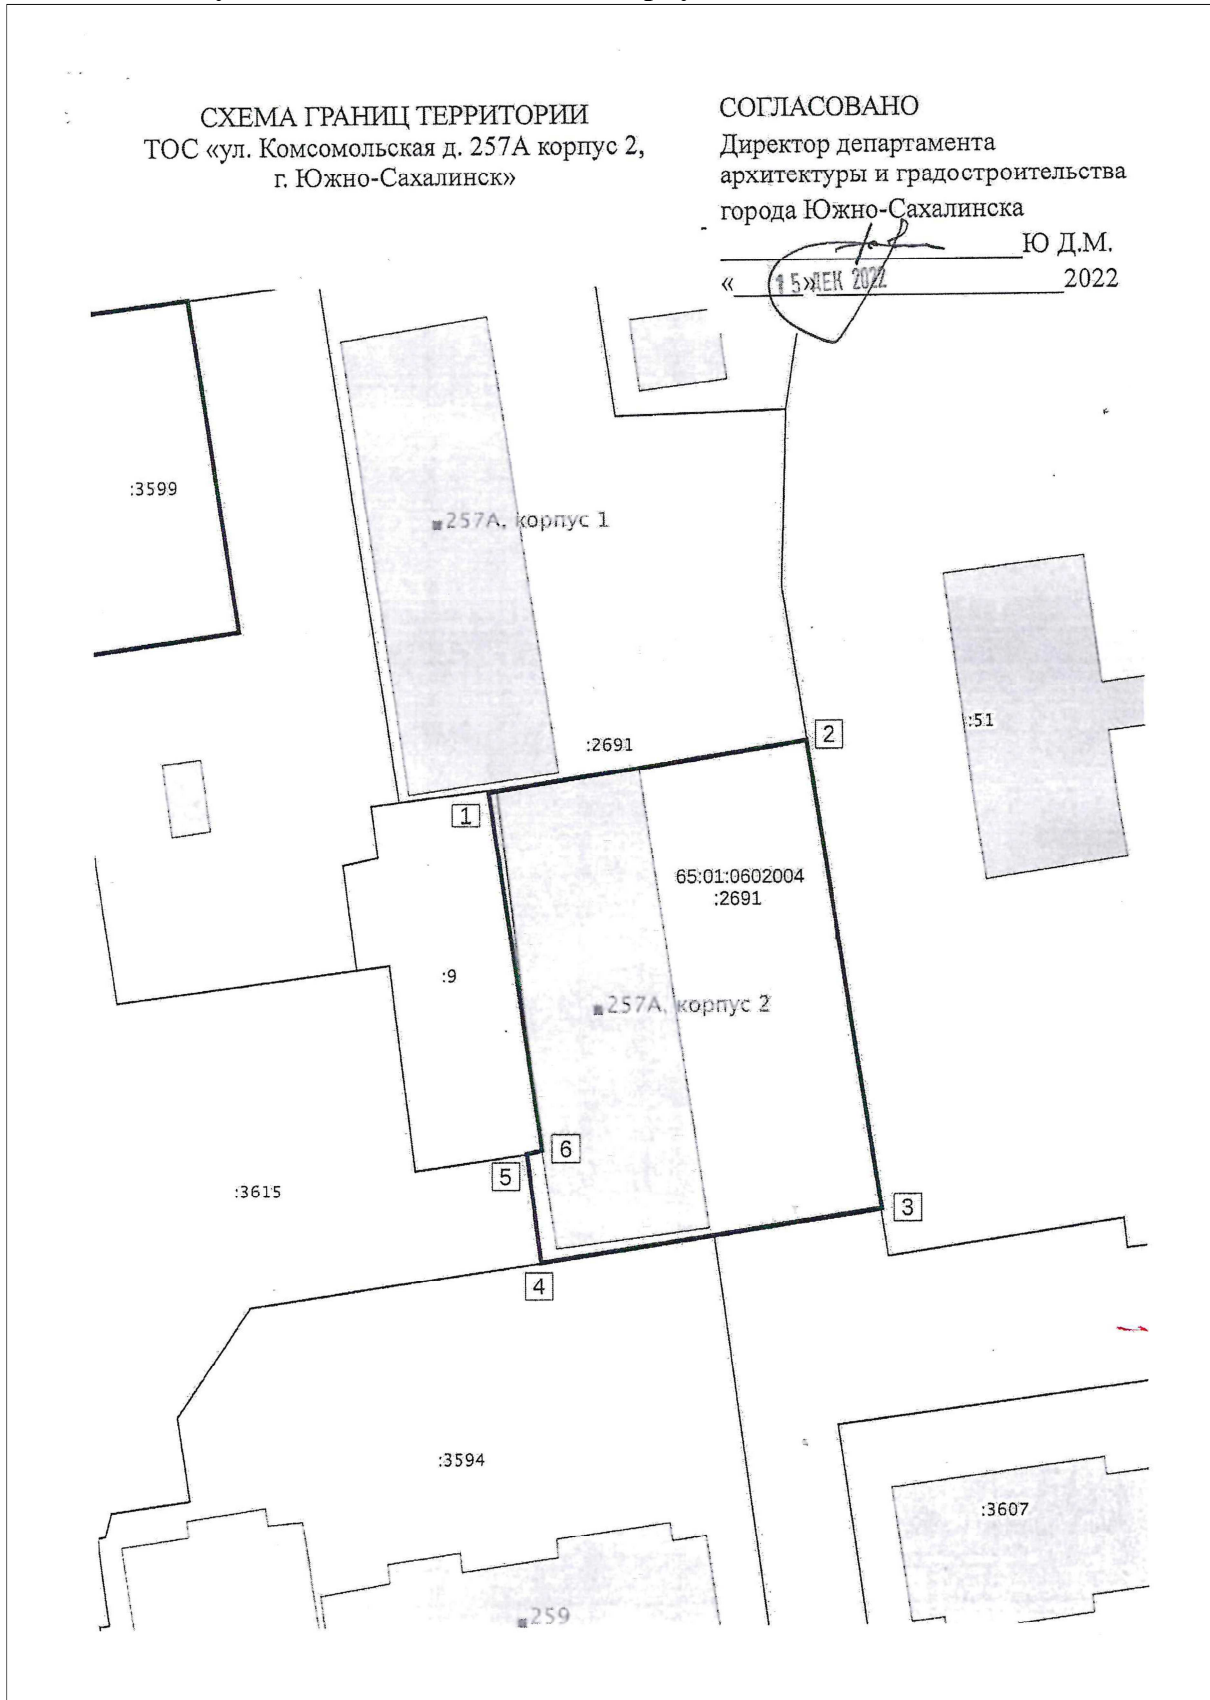 СХЕМА ГРАНИЦ ТЕРРИТОРИИ
ТОС «ул. Комсомольская д. 257А корпус 2,
г. Южно-Сахалинск»
СОГЛАСОВАНО
Директор департамента
архитектуры и градостроительства
города Южно-Сахалинска
Ю Д.М.
«15» ДЕК 2022 2022
:3599
257А, корпус 1
:51
:2691
2
1
65:01:0602004
:2691
:9
257А, корпус 2
6
5
:3615
3
4
:3594
:3607
259